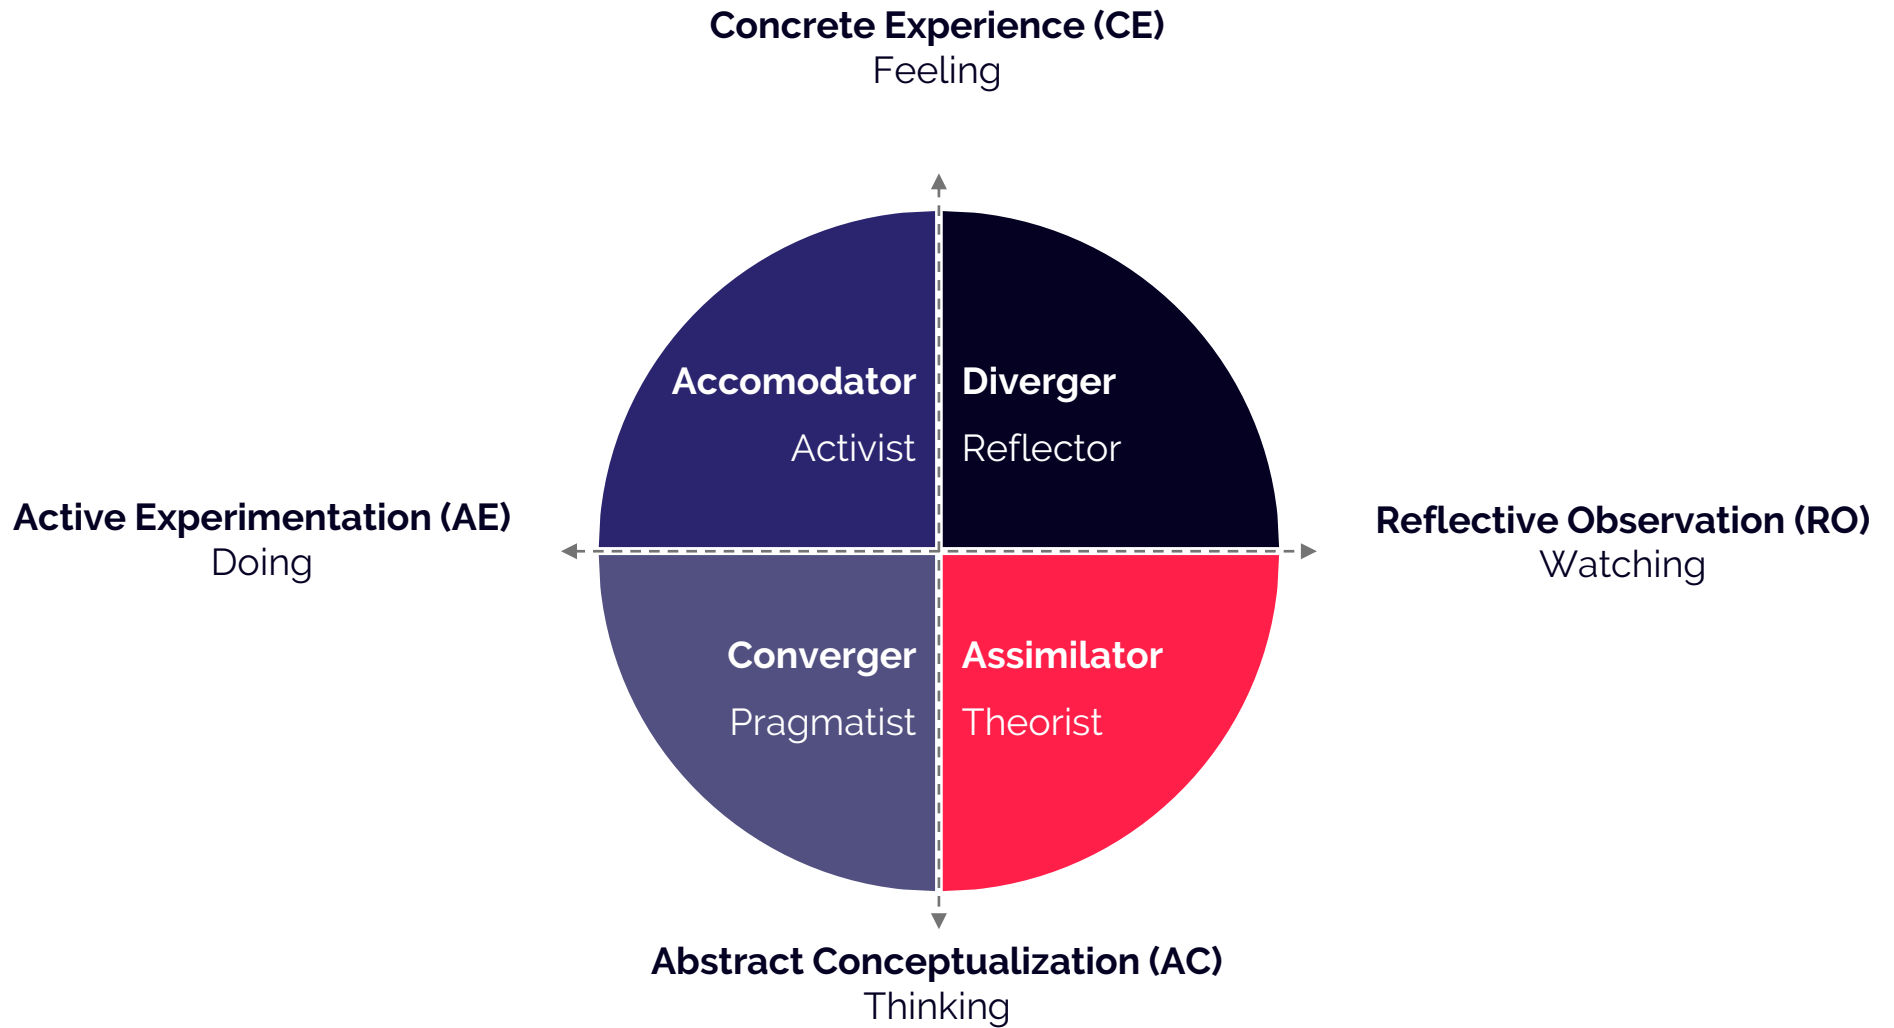 Concrete Experience (CE)
Feeling
Accomodator
Activist
Diverger
Reflector
Active Experimentation (AE)
Doing
Reflective Observation (RO)
Watching
Converger
Pragmatist
Assimilator
Theorist
Abstract Conceptualization (AC)
Thinking